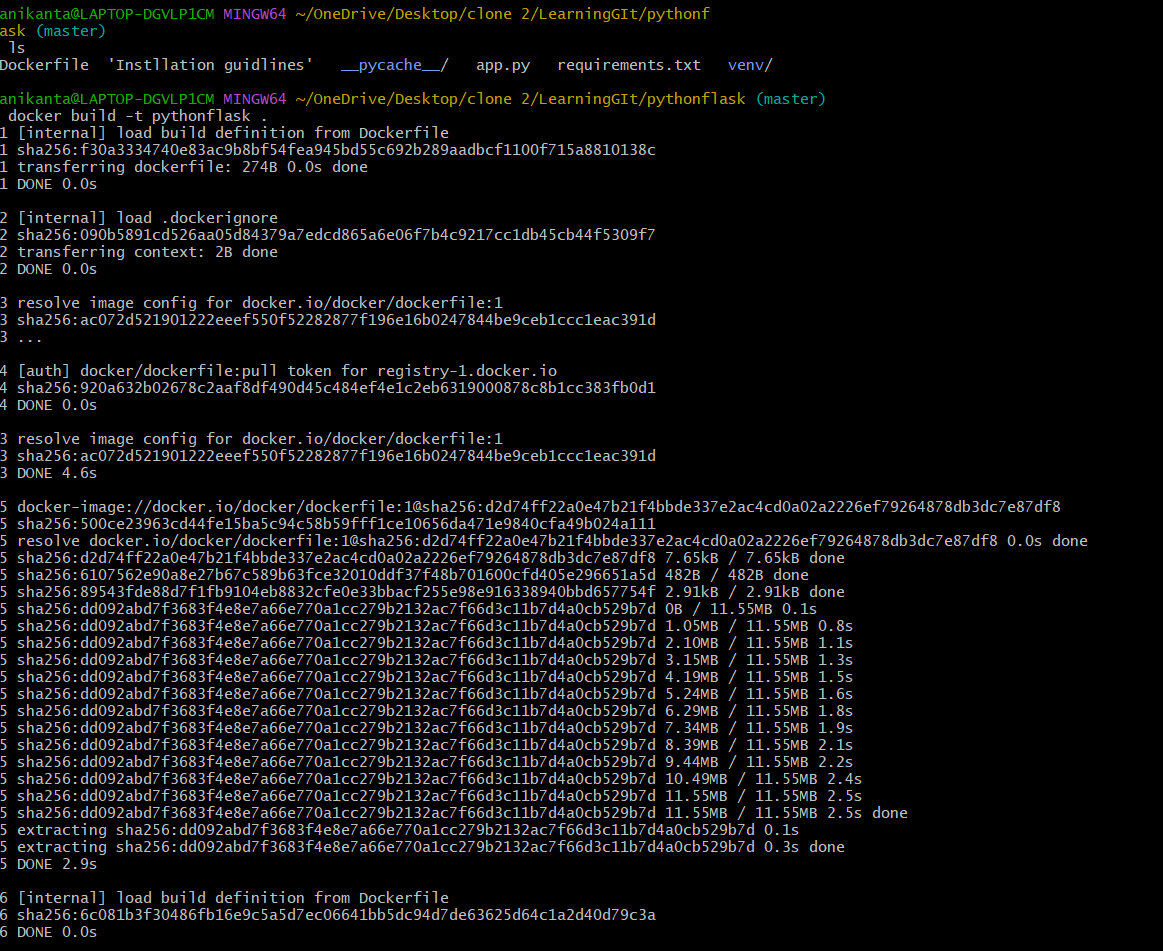 anikanta@LAPTOP-DGVLP1CM MINGW64 ~/OneDrive/Desktop/clone 2/LearningGIt/pythonf
ask (master)
ls
Dockerfile  'Instllation guidlines'   __pycache__/   app.py   requirements.txt   venv/
anikanta@LAPTOP-DGVLP1CM MINGW64 ~/OneDrive/Desktop/clone 2/LearningGIt/pythonflask (master)
docker build -t pythonflask .
1 [internal] load build definition from Dockerfile
1 sha256:f30a3334740e83ac9b8bf54fea945bd55c692b289aadbcf1100f715a8810138c
1 transferring dockerfile: 274B 0.0s done
1 DONE 0.0s
2 [internal] load .dockerignore
2 sha256:090b5891cd526aa05d84379a7edcd865a6e06f7b4c9217cc1db45cb44f5309f7
2 transferring context: 2B done
2 DONE 0.0s
3 resolve image config for docker.io/docker/dockerfile:1
3 sha256:ac072d521901222eeef550f52282877f196e16b0247844be9ceb1ccc1eac391d
3 ...
4 [auth] docker/dockerfile:pull token for registry-1.docker.io
4 sha256:920a632b02678c2aaf8df490d45c484ef4e1c2eb6319000878c8b1cc383fb0d1
4 DONE 0.0s
3 resolve image config for docker.io/docker/dockerfile:1
3 sha256:ac072d521901222eeef550f52282877f196e16b0247844be9ceb1ccc1eac391d
3 DONE 4.6s
5 docker-image://docker.io/docker/dockerfile:1@sha256:d2d74ff22a0e47b21f4bbde337e2ac4cd0a02a2226ef79264878db3dc7e87df8
5 sha256:500ce23963cd44fe15ba5c94c58b59fff1ce10656da471e9840cfa49b024a111
5 resolve docker.io/docker/dockerfile:1@sha256:d2d74ff22a0e47b21f4bbde337e2ac4cd0a02a2226ef79264878db3dc7e87df8 0.0s done
5 sha256:d2d74ff22a0e47b21f4bbde337e2ac4cd0a02a2226ef79264878db3dc7e87df8 7.65kB / 7.65kB done
5 sha256:6107562e90a8e27b67c589b63fce32010ddf37f48b701600cfd405e296651a5d 482B / 482B done
5 sha256:89543fde88d7f1fb9104eb8832cfe0e33bbacf255e98e916338940bbd657754f 2.91kB / 2.91kB done
5 sha256:dd092abd7f3683f4e8e7a66e770a1cc279b2132ac7f66d3c11b7d4a0cb529b7d 0B / 11.55MB 0.1s
5 sha256:dd092abd7f3683f4e8e7a66e770a1cc279b2132ac7f66d3c11b7d4a0cb529b7d 1.05MB / 11.55MB 0.8s
5 sha256:dd092abd7f3683f4e8e7a66e770a1cc279b2132ac7f66d3c11b7d4a0cb529b7d 2.10MB / 11.55MB 1.1s
5 sha256:dd092abd7f3683f4e8e7a66e770a1cc279b2132ac7f66d3c11b7d4a0cb529b7d 3.15MB / 11.55MB 1.3s
5 sha256:dd092abd7f3683f4e8e7a66e770a1cc279b2132ac7f66d3c11b7d4a0cb529b7d 4.19MB / 11.55MB 1.5s
5 sha256:dd092abd7f3683f4e8e7a66e770a1cc279b2132ac7f66d3c11b7d4a0cb529b7d 5.24MB / 11.55MB 1.6s
5 sha256:dd092abd7f3683f4e8e7a66e770a1cc279b2132ac7f66d3c11b7d4a0cb529b7d 6.29MB / 11.55MB 1.8s
5 sha256:dd092abd7f3683f4e8e7a66e770a1cc279b2132ac7f66d3c11b7d4a0cb529b7d 7.34MB / 11.55MB 1.9s
5 sha256:dd092abd7f3683f4e8e7a66e770a1cc279b2132ac7f66d3c11b7d4a0cb529b7d 8.39MB / 11.55MB 2.1s
5 sha256:dd092abd7f3683f4e8e7a66e770a1cc279b2132ac7f66d3c11b7d4a0cb529b7d 9.44MB / 11.55MB 2.2s
5 sha256:dd092abd7f3683f4e8e7a66e770a1cc279b2132ac7f66d3c11b7d4a0cb529b7d 10.49MB / 11.55MB 2.4s
5 sha256:dd092abd7f3683f4e8e7a66e770a1cc279b2132ac7f66d3c11b7d4a0cb529b7d 11.55MB / 11.55MB 2.5s
5 sha256:dd092abd7f3683f4e8e7a66e770a1cc279b2132ac7f66d3c11b7d4a0cb529b7d 11.55MB / 11.55MB 2.5s done
5 extracting sha256:dd092abd7f3683f4e8e7a66e770a1cc279b2132ac7f66d3c11b7d4a0cb529b7d 0.1s
5 extracting sha256:dd092abd7f3683f4e8e7a66e770a1cc279b2132ac7f66d3c11b7d4a0cb529b7d 0.3s done
5 DONE 2.9s
6 [internal] load build definition from Dockerfile
6 sha256:6c081b3f30486fb16e9c5a5d7ec06641bb5dc94d7de63625d64c1a2d40d79c3a
6 DONE 0.0s